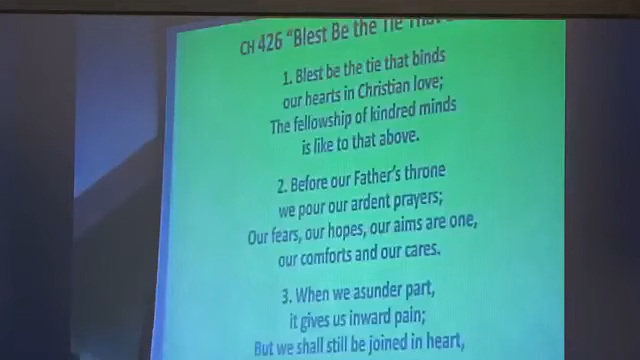 CH 426 "Blest Be the Tie That
1. Blest be the tie that binds
our hearts in Christian love;
The fellowship of kindred minds
is like to that above.
2. Before our Father's throne
we pour our ardent prayers;
Our fears, our hopes, our aims are one,
our comforts and our cares.
3. When we asunder part,
it gives us inward pain;
But we shall still be joined in heart,